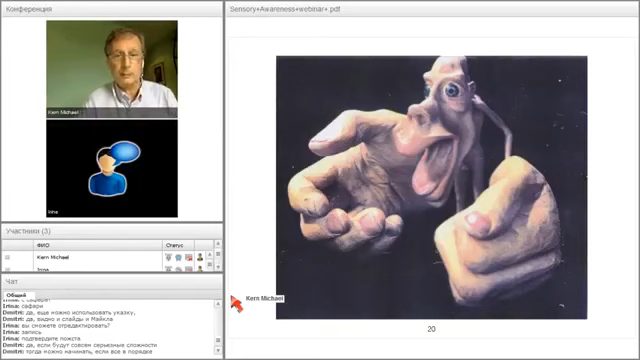 Конференция
Kern Michael
Irina
Участники (3)
ФИО
Статус
Kern Michael
Irina
Чат
Общий
Irina: сафари
Dmitri: да, еще можно использовать указку,
Dmitri: да, видно и слайды и Майкла
Irina: вы сможете отредактировать?
Irina: запись
Irina: подтвердите пожста
Dmitri: да, если будут совсем серьезные сложности
Dmitri: тогда можно начинать, если все в порядке
Sensory+Awareness+webinar+.pdf
Kern Michael
20